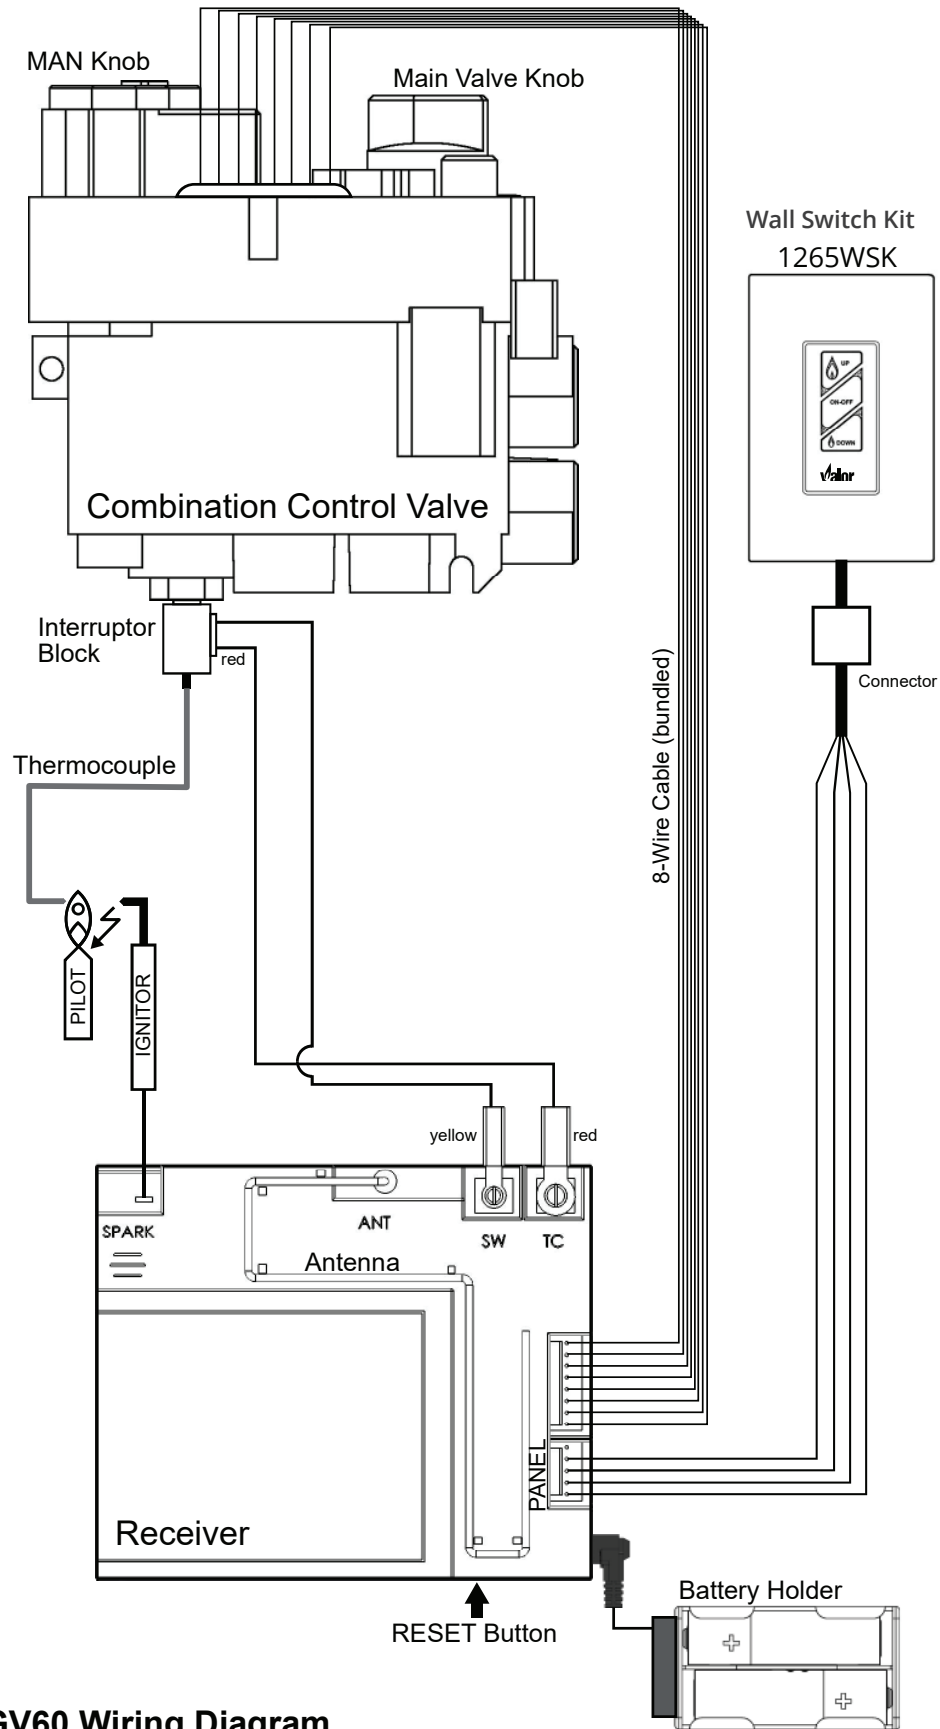 MAN Knob
Main Valve Knob
Wall Switch Kit
1265WSK
UP
ON-OFF
DOWN
Valor
Combination Control Valve
Interruptor
Block
red
Connector
8-Wire Cable (bundled)
Thermocouple
PILOT
IGNITOR
yellow
red
SPARK
ANT
SW
TC
Antenna
PANEL
Receiver
RESET Button
Battery Holder
GV60 Wiring Diagram